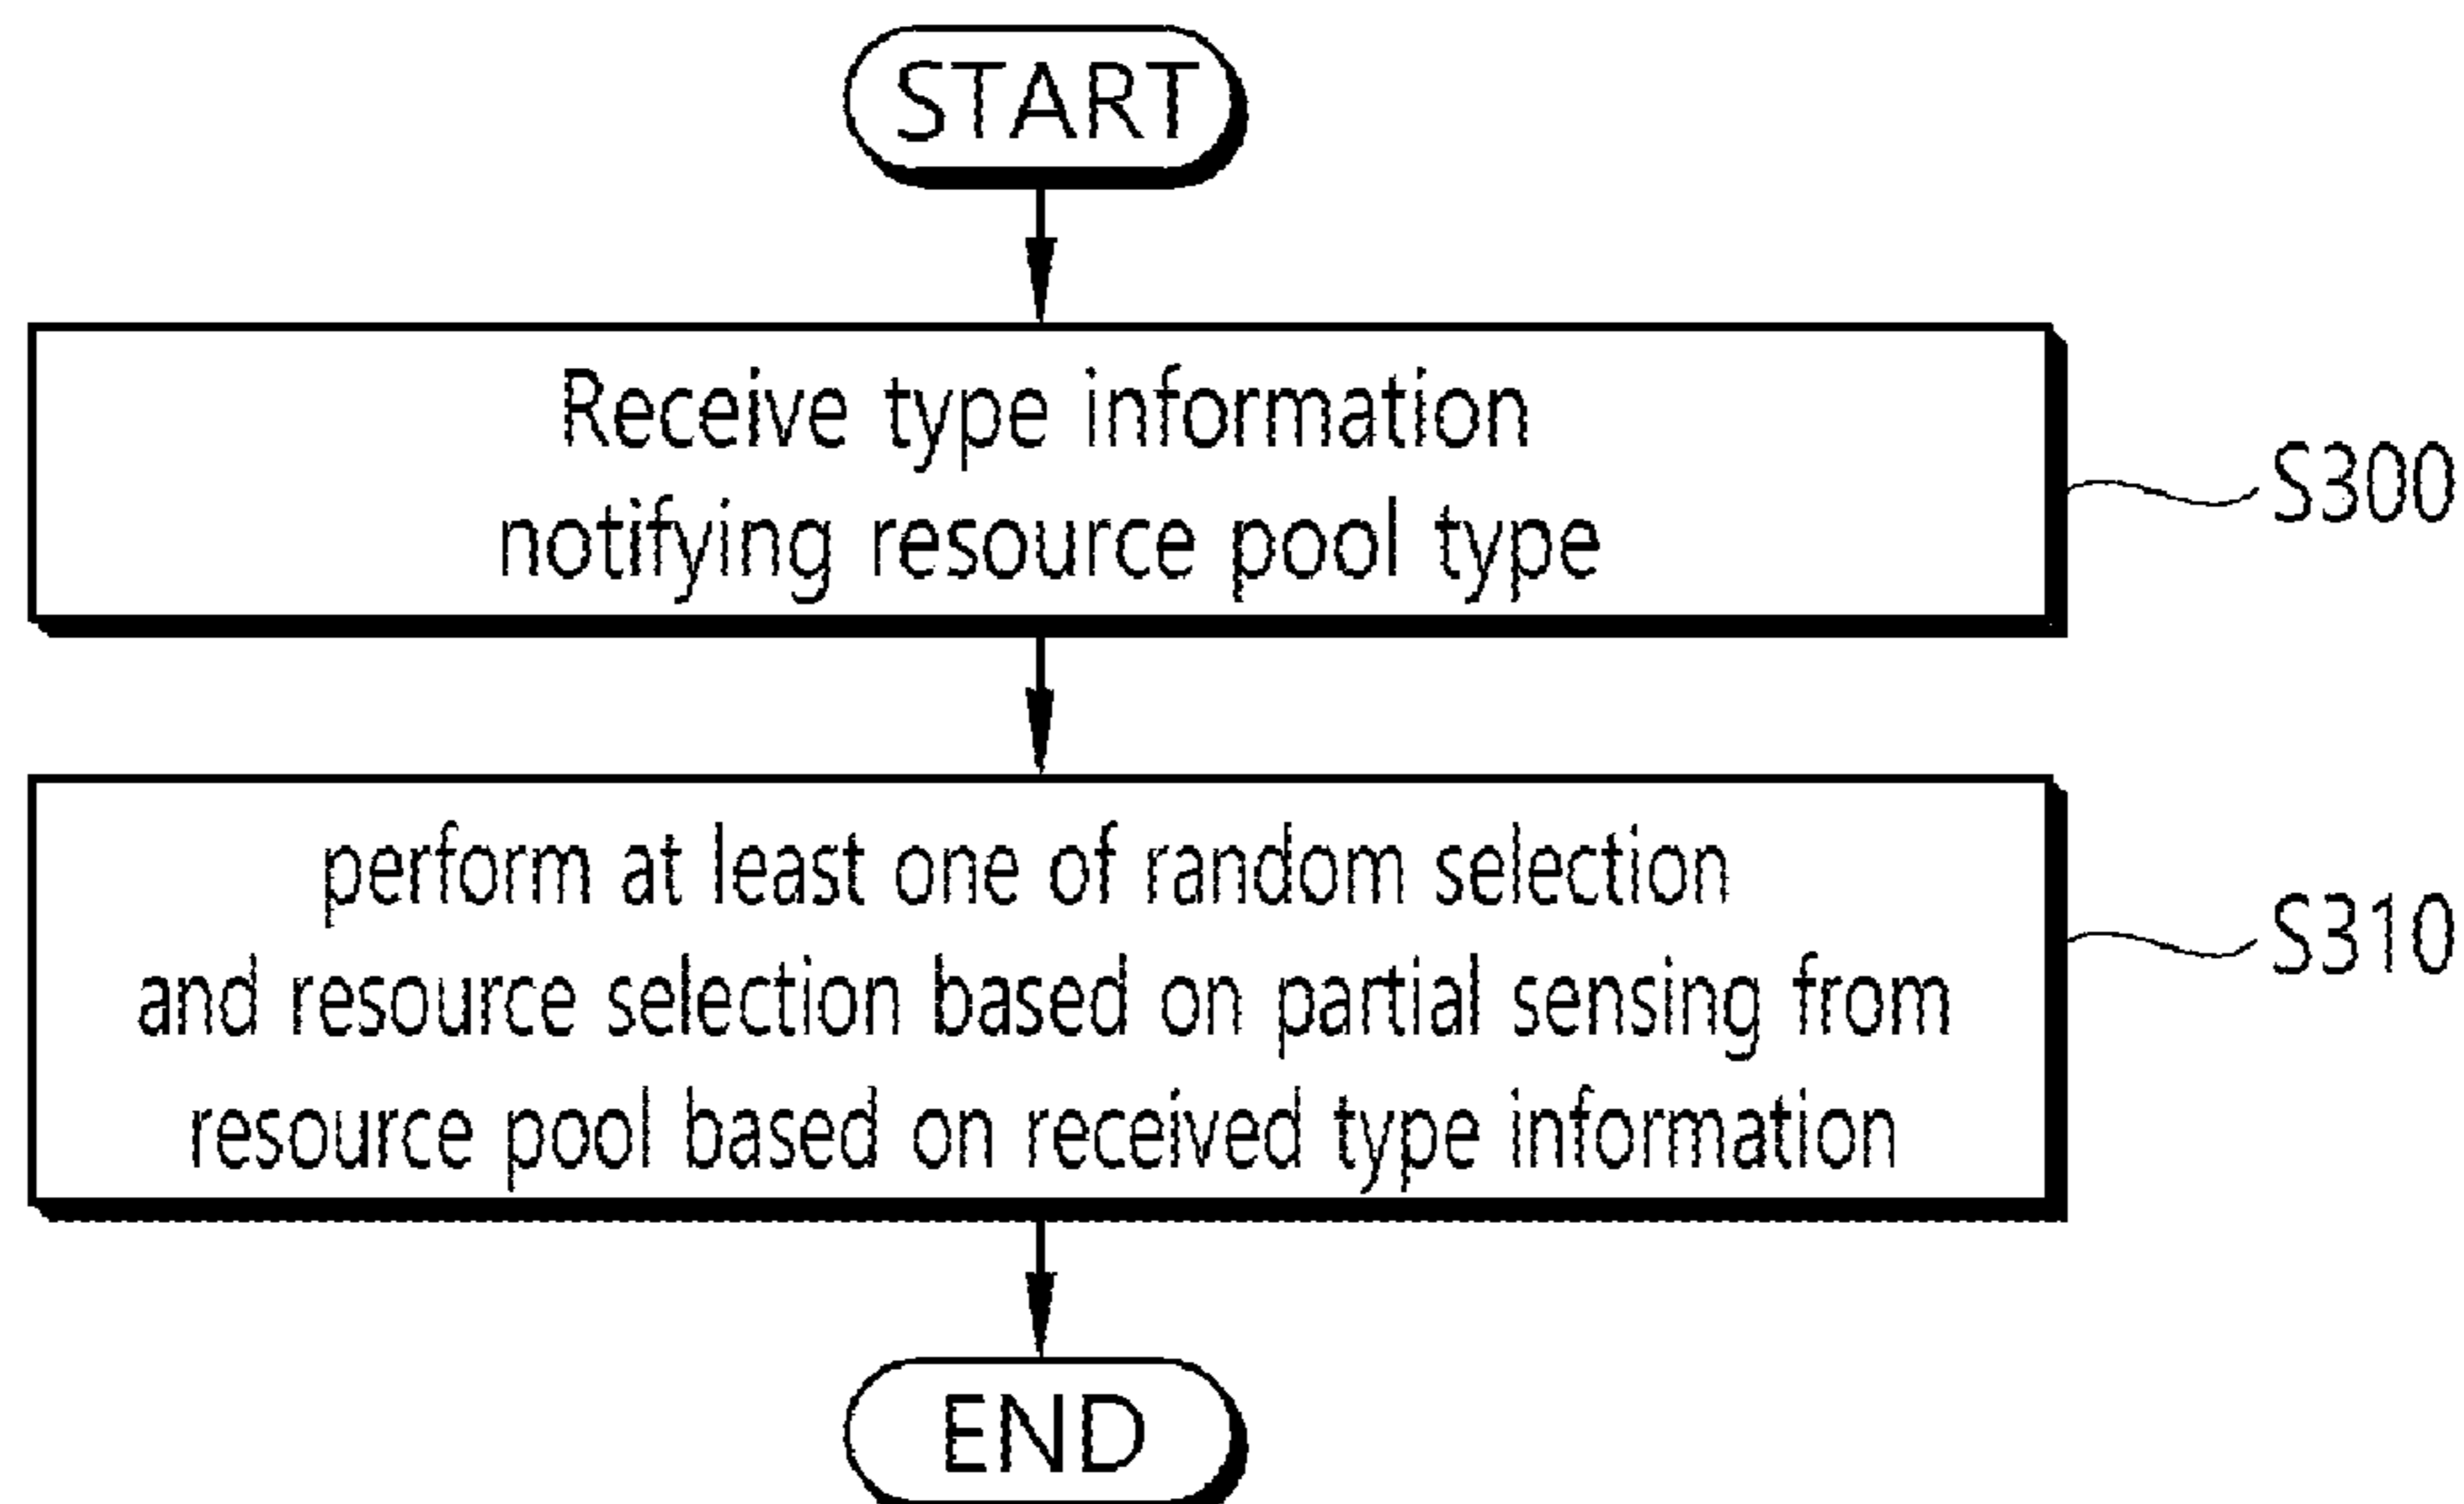 START
Receive type information
notifying resource pool type
S300
perform at least one of random selection
and resource selection based on partial sensing from
resource pool based on received type information
S310
END